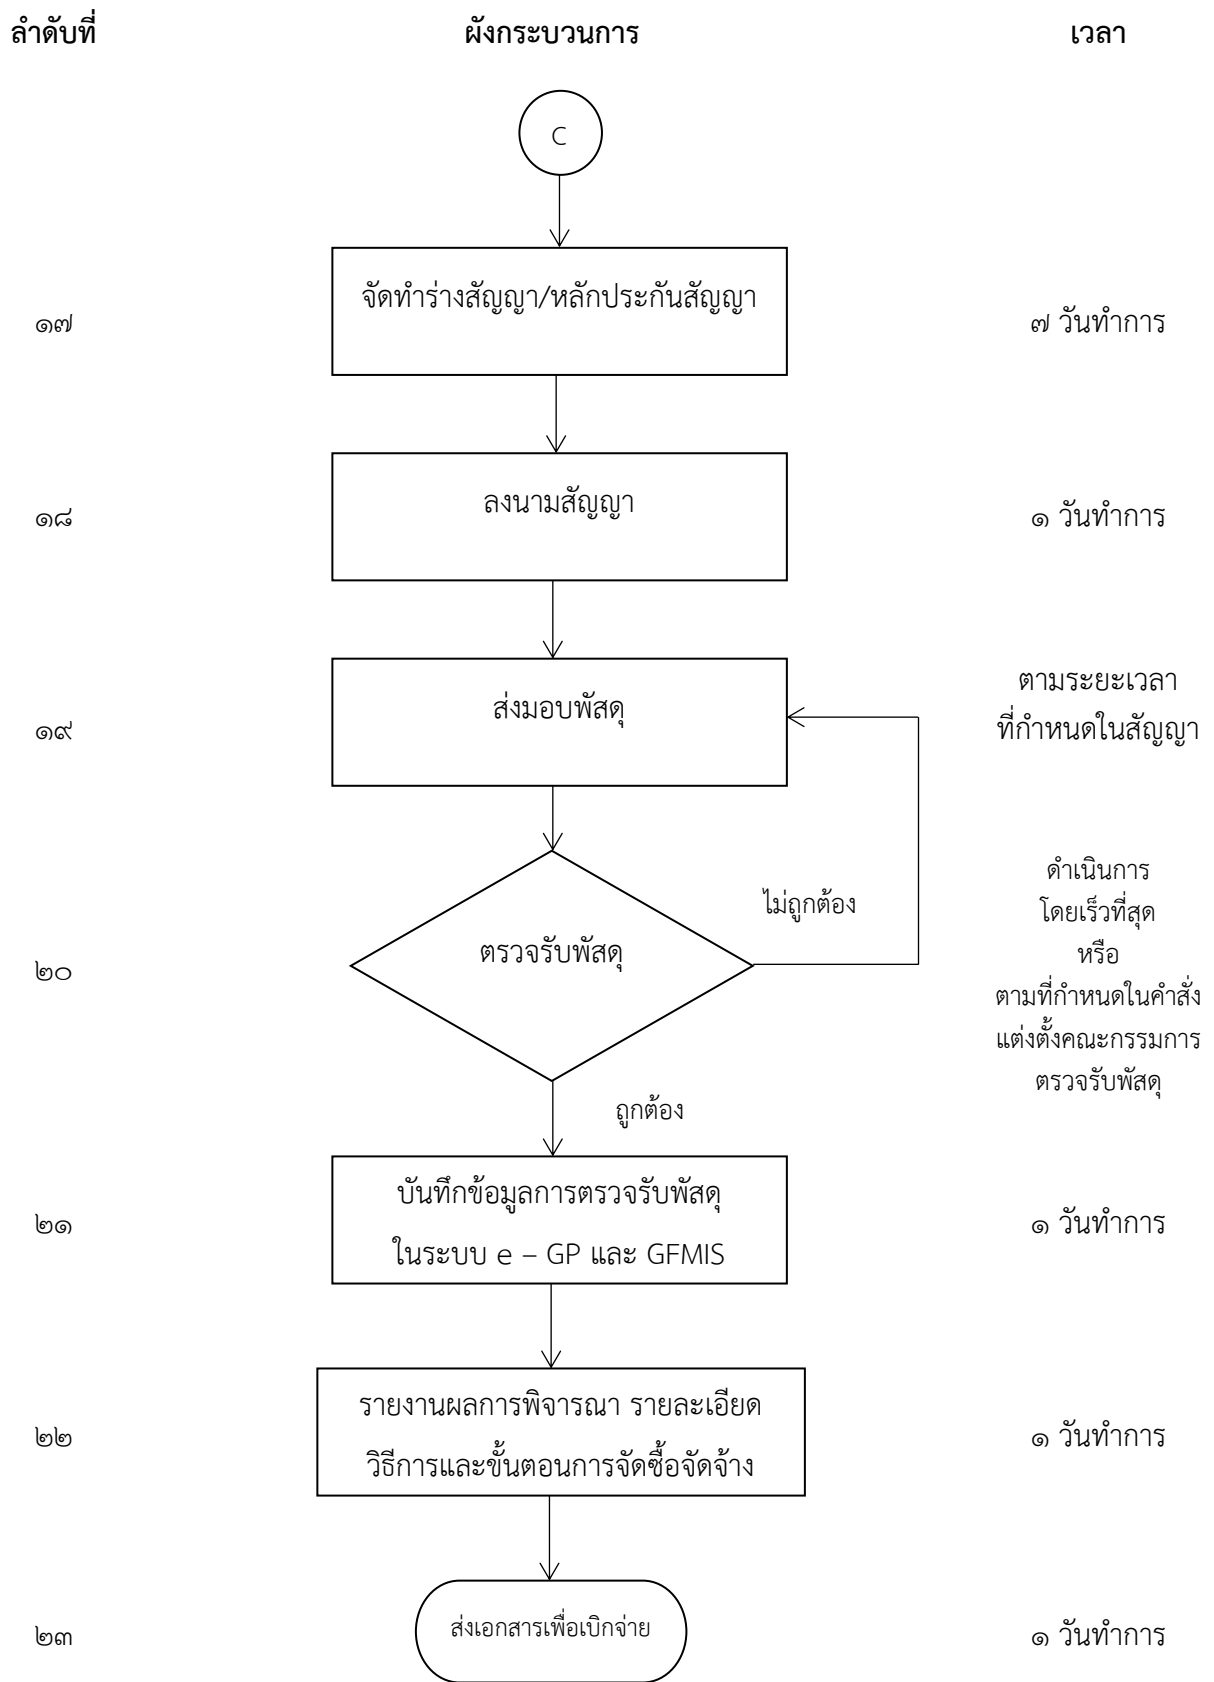 ลำดับที่ ผังกระบวนการ เวลา
C
จัดทำร่างสัญญา/หลักประกันสัญญา
๑๗ ๗ วันทำการ
ลงนามสัญญา
๑๘ ๑ วันทำการ
ส่งมอบพัสดุ
๑๙
ตามระยะเวลา
ที่กำหนดในสัญญา
ไม่ถูกต้อง
ตรวจรับพัสดุ
๒๐
ดำเนินการ
โดยเร็วที่สุด
หรือ
ตามที่กำหนดในคำสั่ง
แต่งตั้งคณะกรรมการ
ตรวจรับพัสดุ
ถูกต้อง
บันทึกข้อมูลการตรวจรับพัสดุ
ในระบบ e – GP และ GFMIS
๒๑ ๑ วันทำการ
รายงานผลการพิจารณา รายละเอียด
วิธีการและขั้นตอนการจัดซื้อจัดจ้าง
๒๒ ๑ วันทำการ
ส่งเอกสารเพื่อเบิกจ่าย
๒๓ ๑ วันทำการ